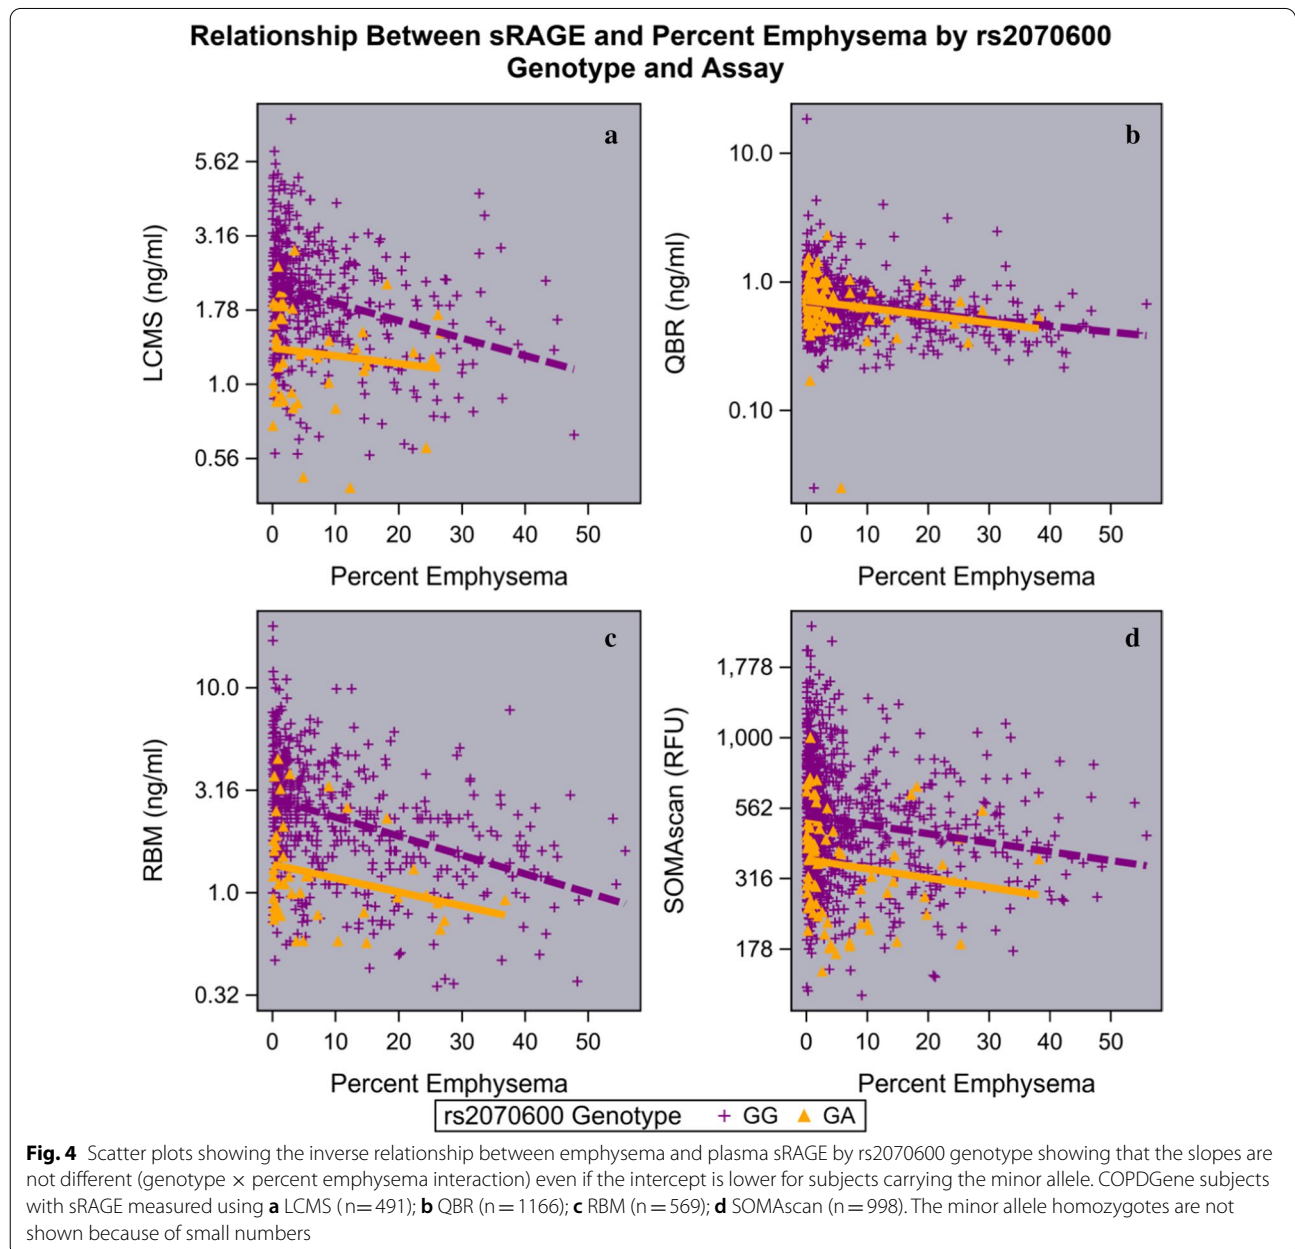 Relationship Between sRAGE and Percent Emphysema by rs2070600
Genotype and Assay
a
5.62
3.16
1.78
1.0
0.56
LCMS (ng/ml)
0 10 20 30 40 50
Percent Emphysema
b
10.0
1.0
0.10
QBR (ng/ml)
0 10 20 30 40 50
Percent Emphysema
c
10.0
3.16
1.0
0.32
RBM (ng/ml)
0 10 20 30 40 50
Percent Emphysema
d
1,778
1,000
562
316
178
SOMAscan (RFU)
0 10 20 30 40 50
Percent Emphysema
rs2070600 Genotype + GG ▲ GA
Fig. 4 Scatter plots showing the inverse relationship between emphysema and plasma sRAGE by rs2070600 genotype showing that the slopes are
not different (genotype × percent emphysema interaction) even if the intercept is lower for subjects carrying the minor allele. COPDGene subjects
with sRAGE measured using a LCMS (n=491); b QBR (n=1166); c RBM (n=569); d SOMAscan (n=998). The minor allele homozygotes are not
shown because of small numbers